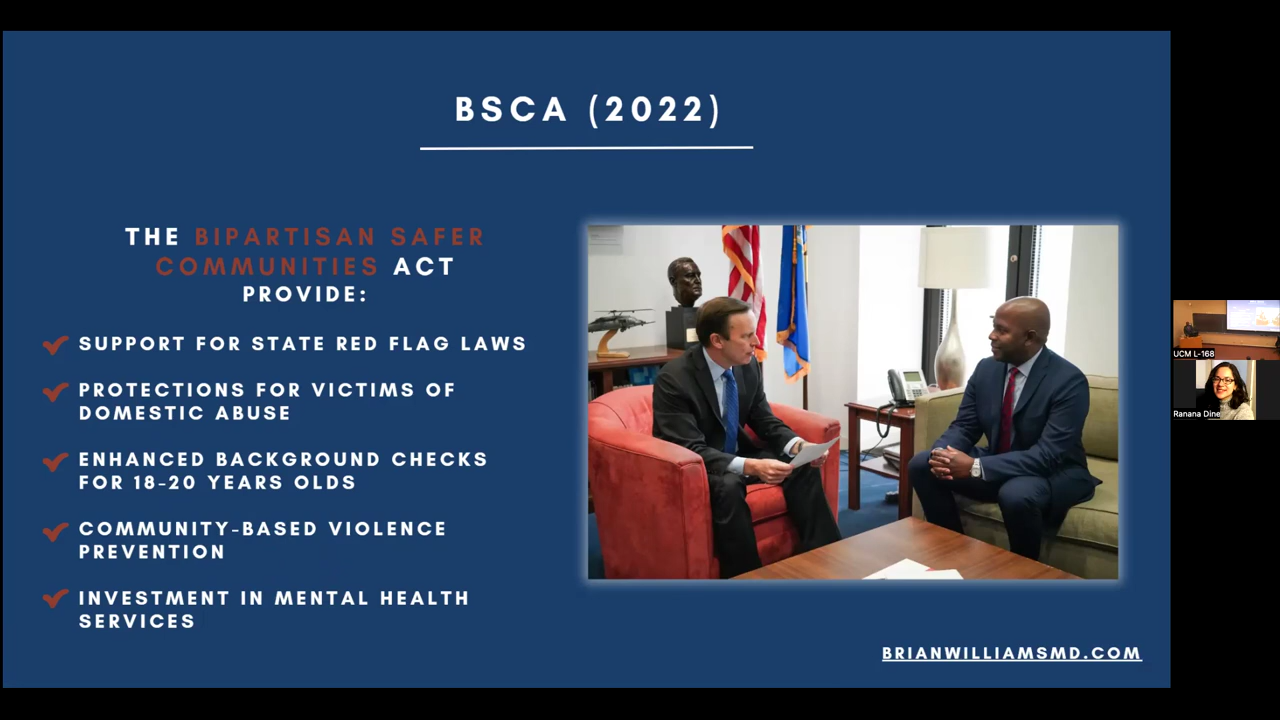 BSCA (2022)
THE BIPARTISAN SAFER
COMMUNITIES ACT
PROVIDE:
SUPPORT FOR STATE RED FLAG LAWS
PROTECTIONS FOR VICTIMS OF
DOMESTIC ABUSE
ENHANCED BACKGROUND CHECKS
FOR 18-20 YEARS OLDS
COMMUNITY-BASED VIOLENCE
PREVENTION
INVESTMENT IN MENTAL HEALTH
SERVICES
BRIANWILLIAMSMD.COM
UCM L-168
Ranana Dine